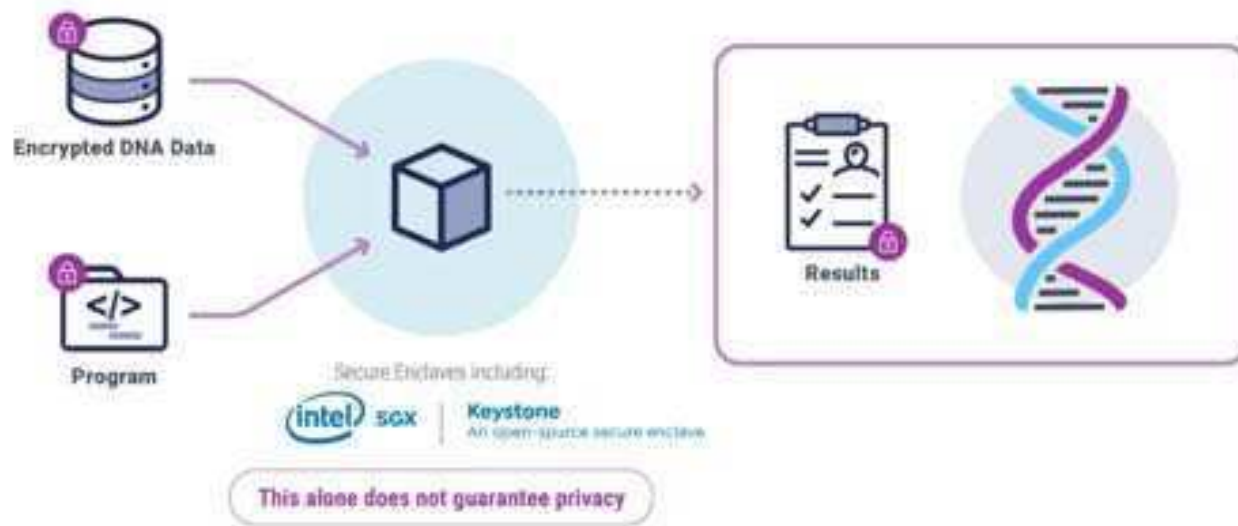 Encrypted DNA Data
</>
Program
Results
Secure Enclaves including:
intel SGX
Keystone
An open-source secure enclave
This alone does not guarantee privacy